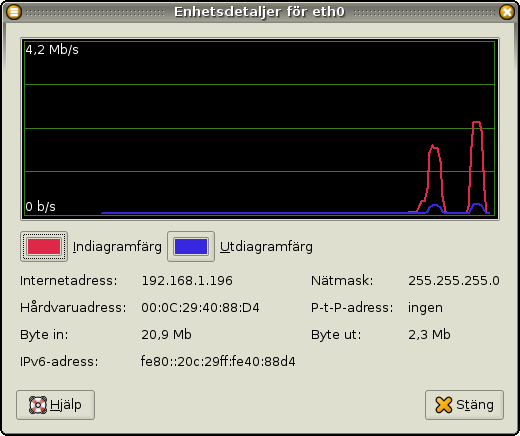 Enhetsdetaljer för eth0
4,2 Mb/s
0 b/s
Indiagramfärg Utdiagramfärg
Internetadress: 192.168.1.196 Nätmask: 255.255.255.0
Hårdvaruadress: 00:0C:29:40:88:D4 P-t-P-adress: ingen
Byte in: 20,9 Mb Byte ut: 2,3 Mb
IPv6-adress: fe80::20c:29ff:fe40:88d4
Hjälp Stäng